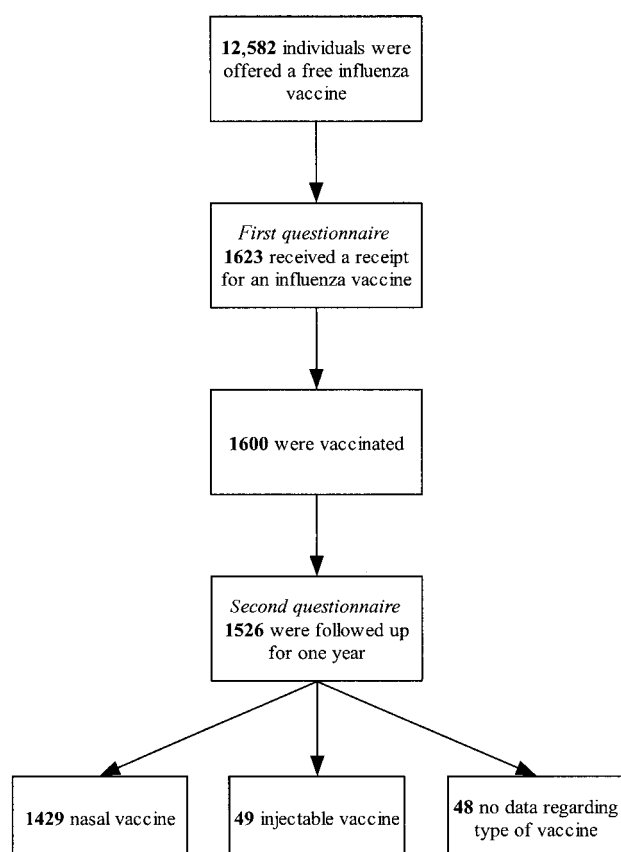 12,582 individuals were
offered a free influenza
vaccine
First questionnaire
1623 received a receipt
for an influenza vaccine
1600 were vaccinated
Second questionnaire
1526 were followed up
for one year
1429 nasal vaccine
49 injectable vaccine
48 no data regarding
type of vaccine